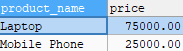 product_name price
Laptop 75000.00
Mobile Phone 25000.00